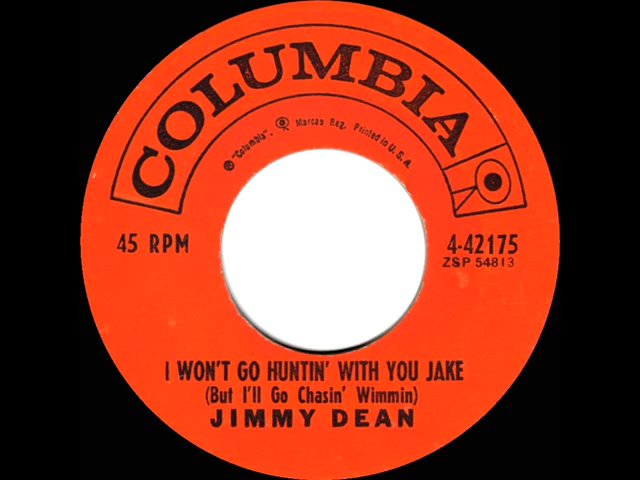 COLUMBIA
® "Columbia", Marcas Reg. Printed in U.S.A.
45 RPM
4-42175
ZSP 54813
I WON'T GO HUNTIN' WITH YOU JAKE
(But I'll Go Chasin' Wimmin)
JIMMY DEAN